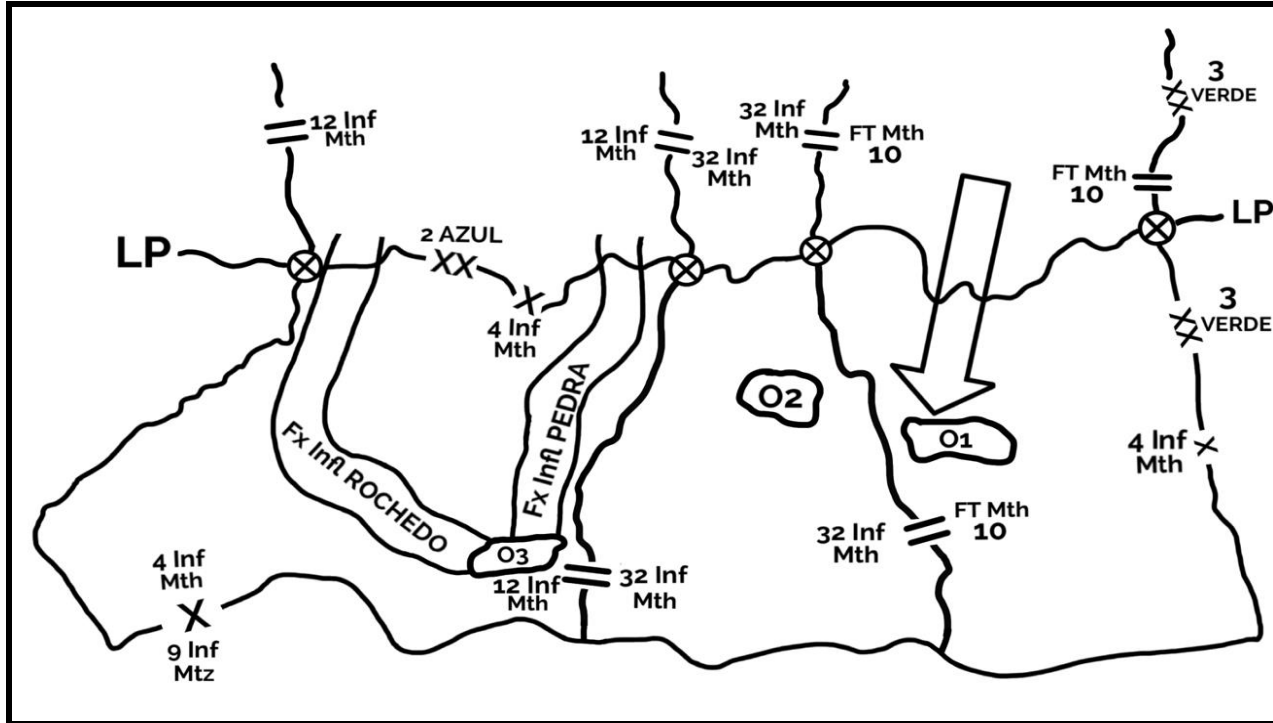 3
VERDE
12 Inf
Mth
12 Inf
Mth
32 Inf
Mth
32 Inf
Mth
FT Mth
10
FT Mth
10
LP
2 AZUL
XX
LP
4 Inf
Mth
3
VERDE
Fx Infl PEDRA
O2
O1
Fx Infl ROCHEDO
4 Inf
Mth
O3
12 Inf
Mth
32 Inf
Mth
32 Inf
Mth
FT Mth
10
4 Inf
Mth
X
9 Inf
Mtz